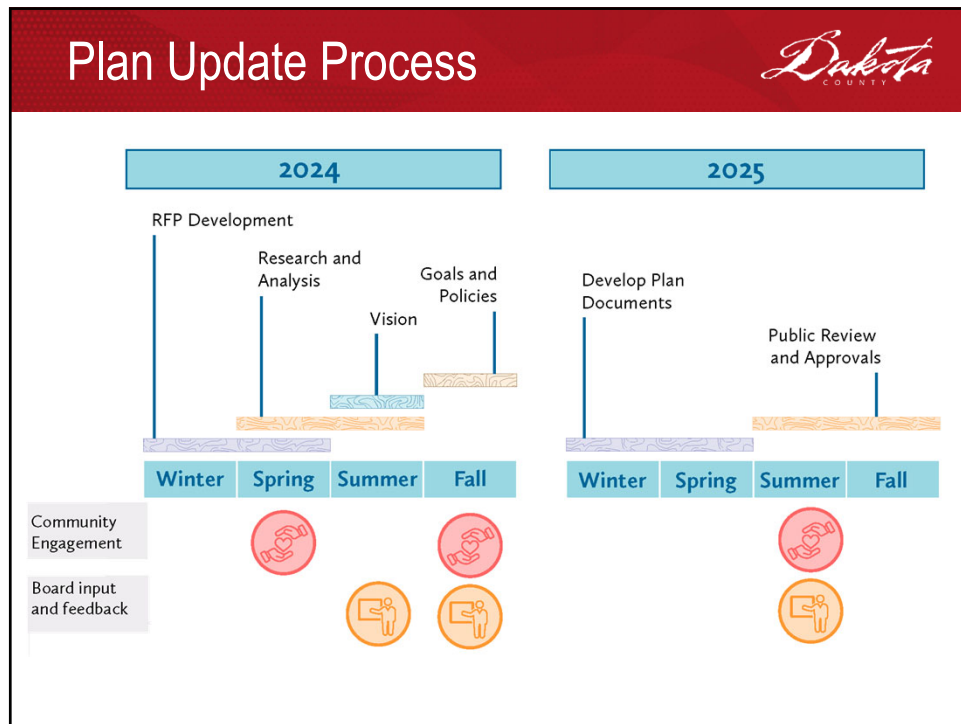 Plan Update Process
Dakota
COUNTY
2024
2025
RFP Development
Research and
Analysis
Vision
Goals and
Policies
Develop Plan
Documents
Public Review
and Approvals
Winter Spring Summer Fall
Winter Spring Summer Fall
Community
Engagement
Board input
and feedback